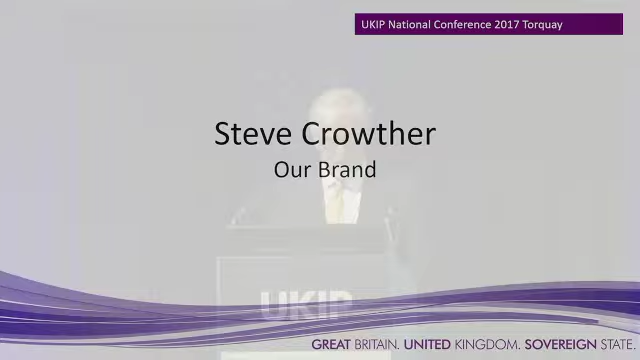 UKIP National Conference 2017 Torquay
Steve Crowther
Our Brand
UKIP
GREAT BRITAIN. UNITED KINGDOM. SOVEREIGN STATE.